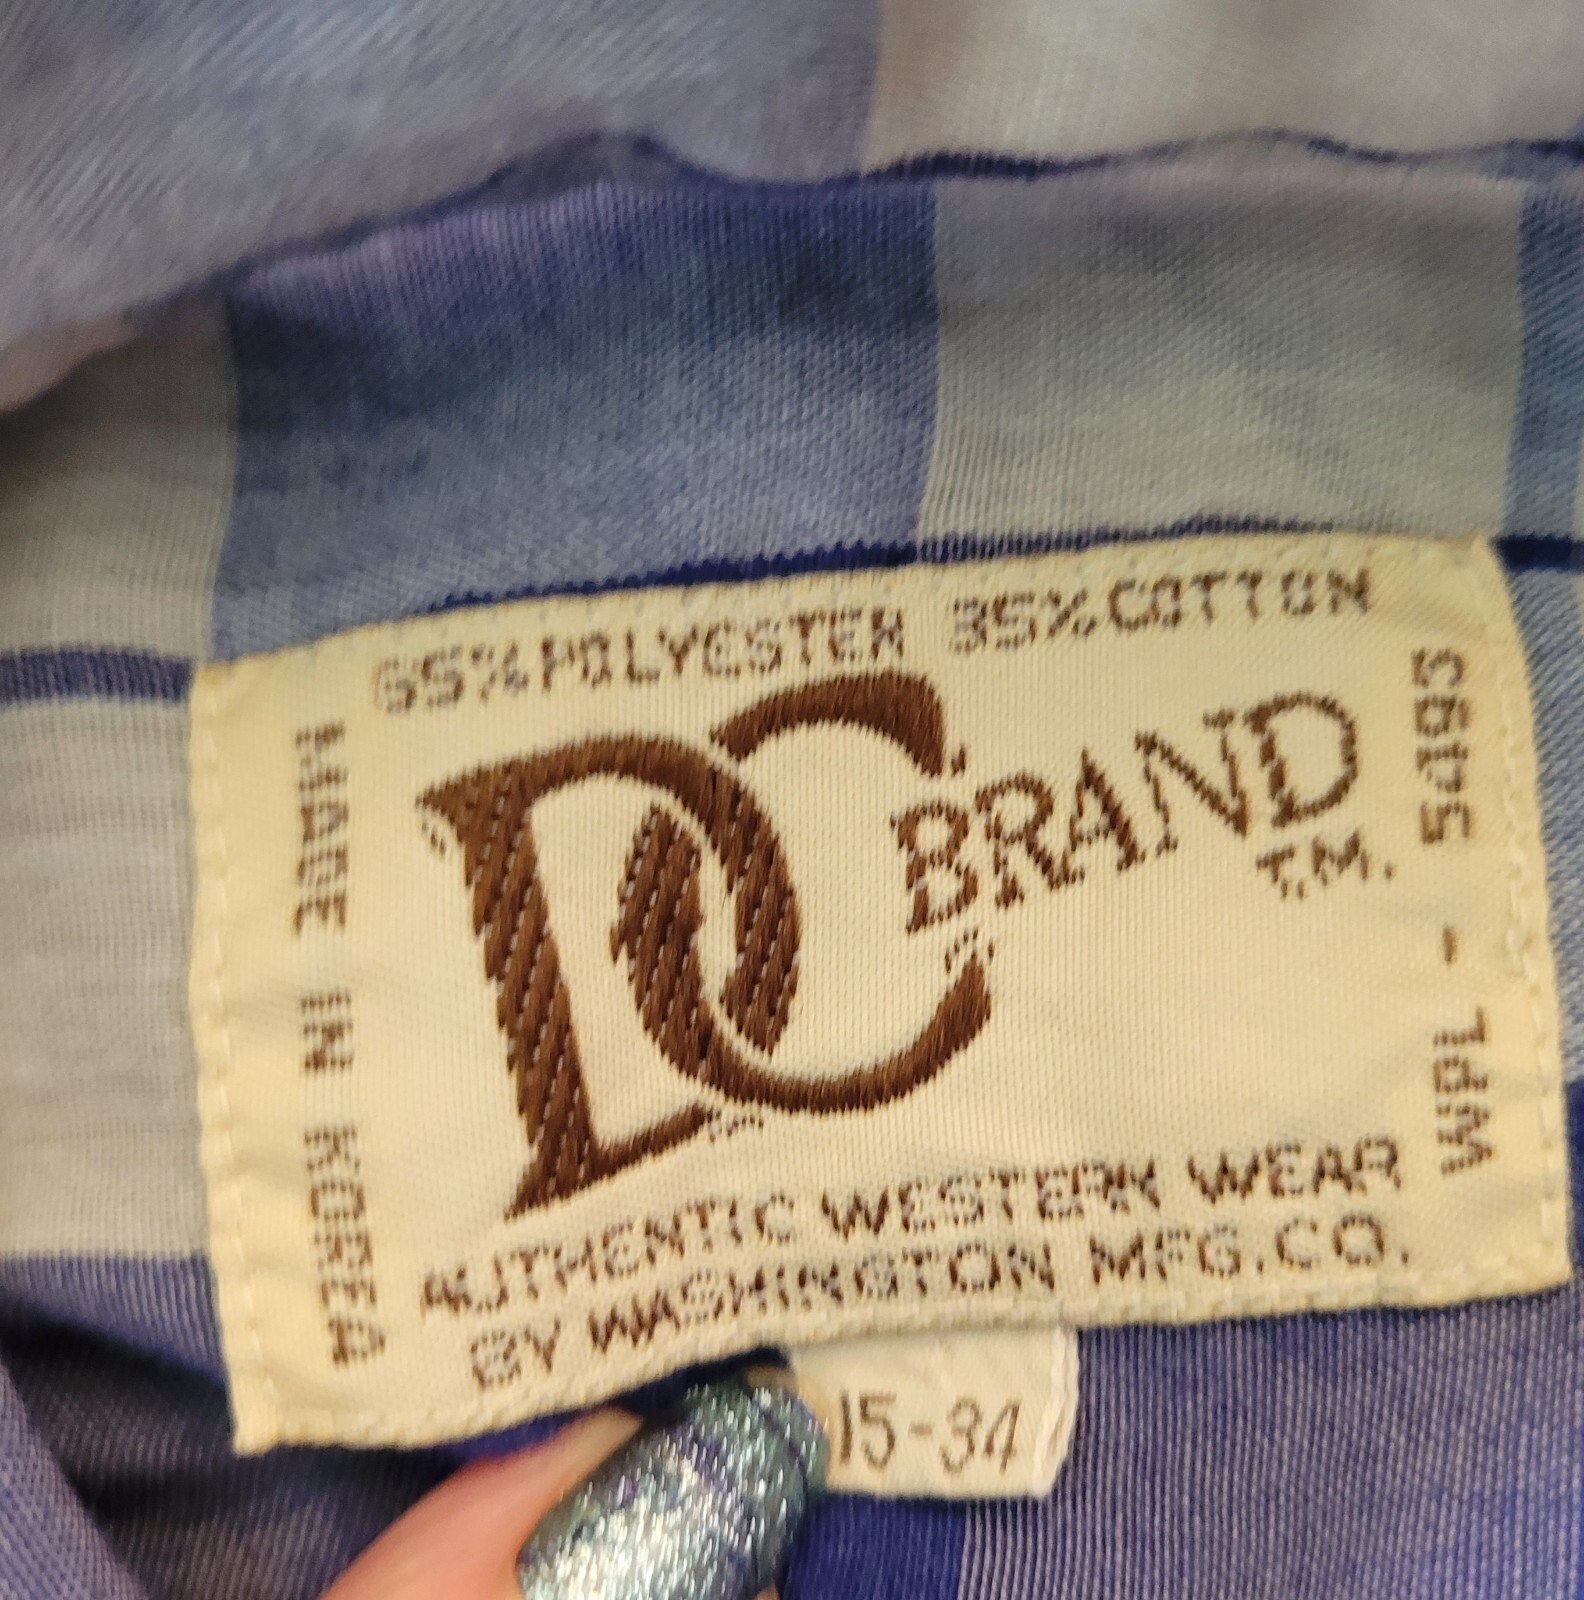 65% POLYESTER 35% COTTON
MADE IN KOREA
DC BRAND
T.M.
WPL - 5493
AUTHENTIC WESTERN WEAR
BY WASHINGTON MFG.CO.
15-34